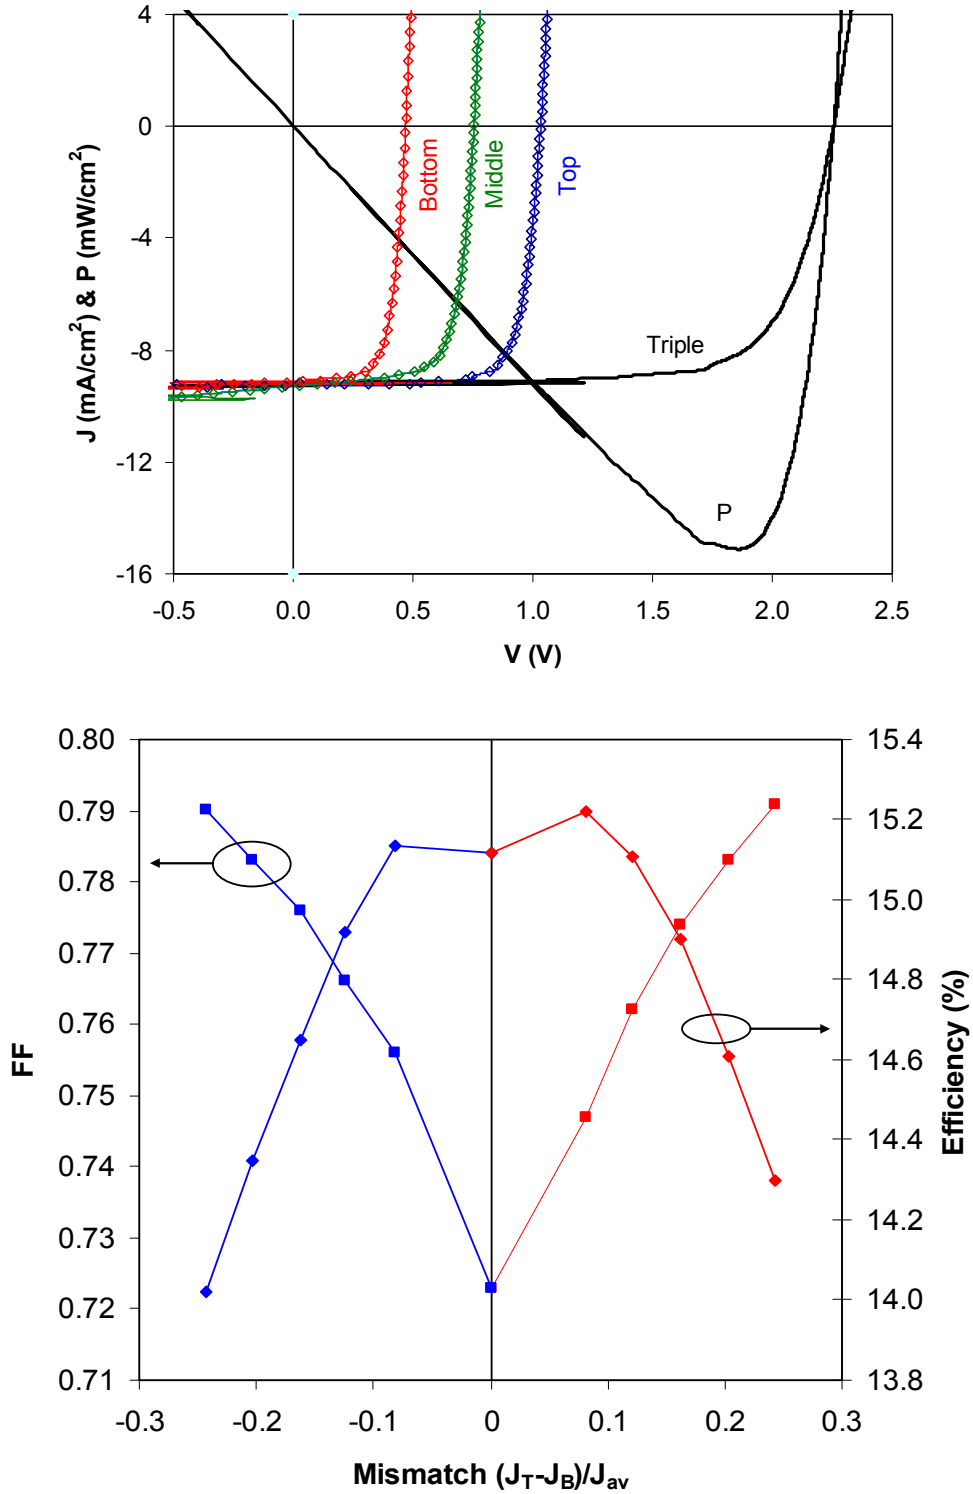 4
0
-4
-8
-12
-16
J (mA/cm²) & P (mW/cm²)
Bottom
Middle
Top
Triple
P
-0.5 0.0 0.5 1.0 1.5 2.0 2.5
V (V)
0.80
0.79
0.78
0.77
0.76
0.75
0.74
0.73
0.72
0.71
FF
15.4
15.2
15.0
14.8
14.6
14.4
14.2
14.0
13.8
Efficiency (%)
-0.3 -0.2 -0.1 0 0.1 0.2 0.3
Mismatch (J_T-J_B)/J_av